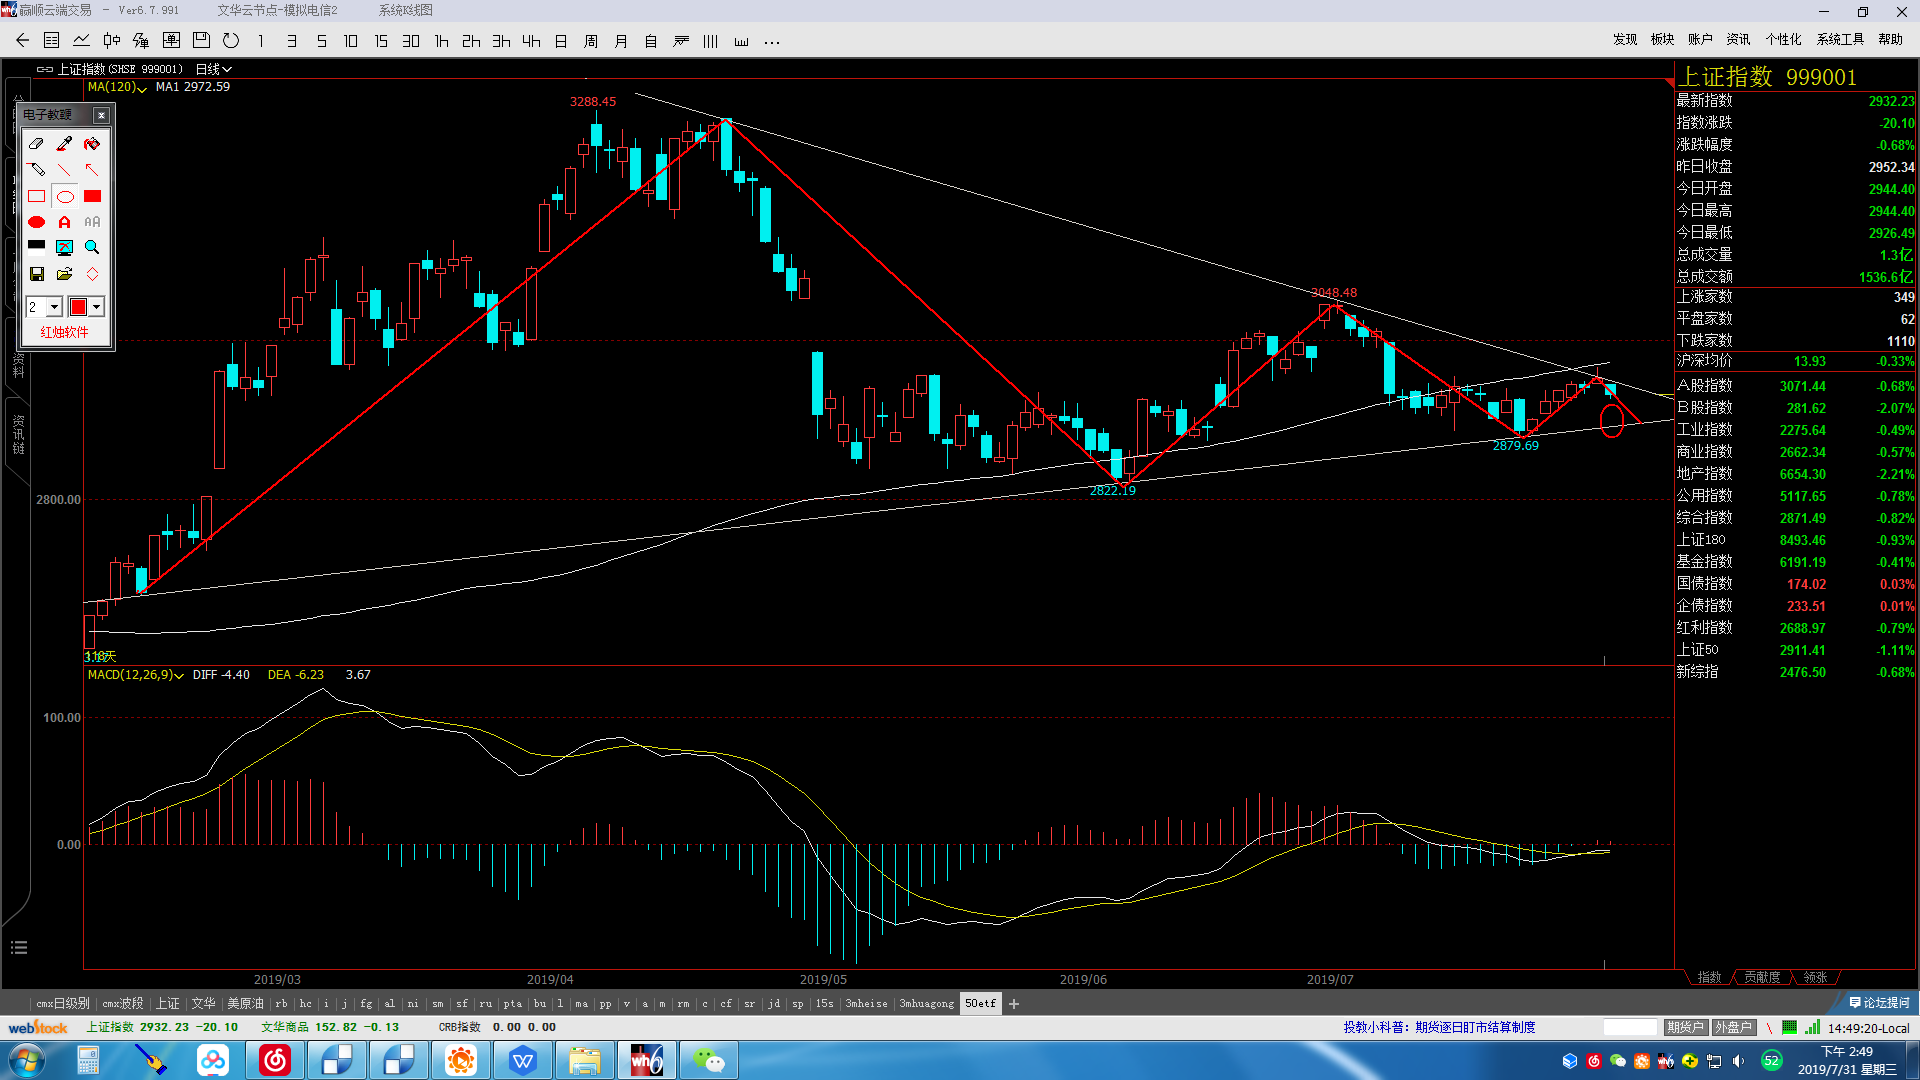 赢顺云端交易 - Ver6.7.991 文华云节点-模拟电信2 系统K线图
1 3 5 10 15 30 1h 2h 3h 4h 日 周 月 自
发现 板块 账户 资讯 个性化 系统工具 帮助
上证指数(SHSE 999001) 日线
MA(120) MA1 2972.59
电子教鞭
2
红烛软件
资料
资讯链
3288.45
3048.48
2879.69
2822.19
2800.00
118天
MACD(12,26,9) DIFF -4.40 DEA -6.23 3.67
100.00
0.00
2019/03 2019/04 2019/05 2019/06 2019/07
上证指数 999001
最新指数 2932.23
指数涨跌 -20.10
涨跌幅度 -0.68%
昨日收盘 2952.34
今日开盘 2944.40
今日最高 2944.40
今日最低 2926.49
总成交量 1.3亿
总成交额 1536.6亿
上涨家数 349
平盘家数 62
下跌家数 1110
沪深均价 13.93 -0.33%
A股指数 3071.44 -0.68%
B股指数 281.62 -2.07%
工业指数 2275.64 -0.49%
商业指数 2662.34 -0.57%
地产指数 6654.30 -2.21%
公用指数 5117.65 -0.78%
综合指数 2871.49 -0.82%
上证180 8493.46 -0.93%
基金指数 6191.19 -0.41%
国债指数 174.02 0.03%
企债指数 233.51 0.01%
红利指数 2688.97 -0.79%
上证50 2911.41 -1.11%
新综指 2476.50 -0.68%
指数 贡献度 领涨
cmx日级别 cmx波段 上证 文华 美原油 rb hc i j fg al ni sm sf ru pta bu l ma pp v a m rm c cf sr jd sp 15s 3mheise 3mhuagong 50etf +
论坛提问
webstock 上证指数 2932.23 -20.10 文华商品 152.82 -0.13 CRB指数 0.00 0.00 投教小科普：期货逐日盯市结算制度 期货户 外盘户 14:49:20-Local
wh6 52 下午 2:49
2019/7/31 星期三